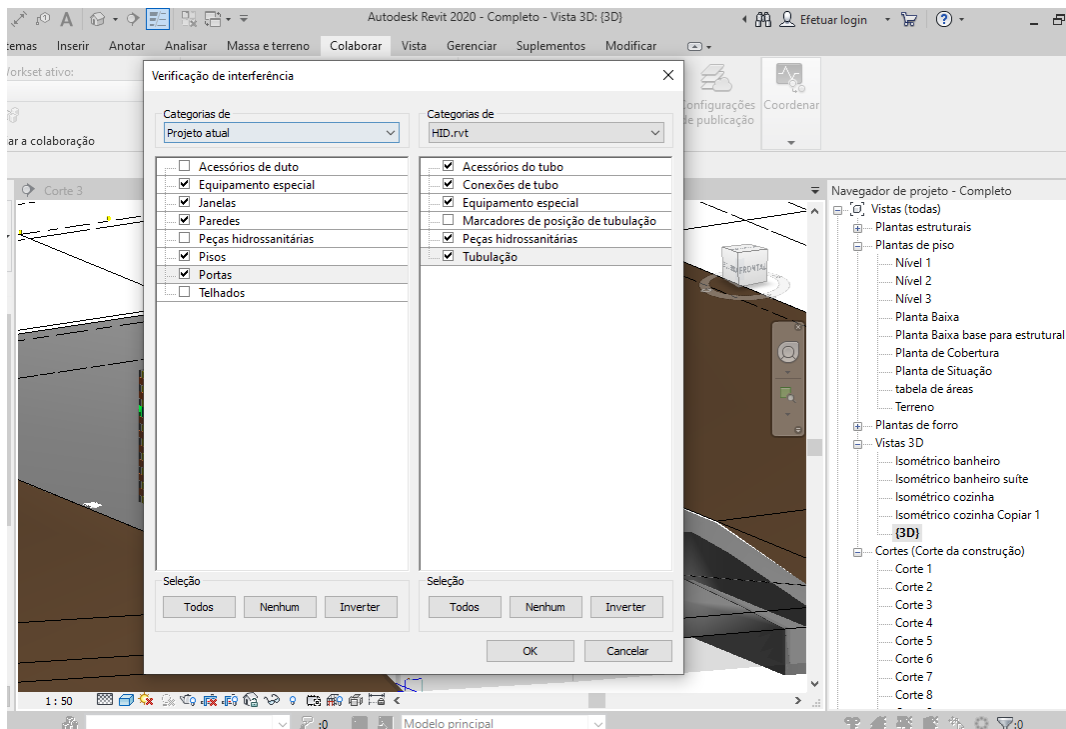 Autodesk Revit 2020 - Completo - Vista 3D: {3D}
Efetuar login
temas Inserir Anotar Analisar Massa e terreno Colaborar Vista Gerenciar Suplementos Modificar
Workset ativo:
ar a colaboração
Configurações de publicação
Coordenar
Corte 3
Verificação de interferência
Categorias de
Projeto atual
Acessórios de duto
Equipamento especial
Janelas
Paredes
Peças hidrossanitárias
Pisos
Portas
Telhados
Seleção
Todos Nenhum Inverter
Categorias de
HID.rvt
Acessórios do tubo
Conexões de tubo
Equipamento especial
Marcadores de posição de tubulação
Peças hidrossanitárias
Tubulação
Seleção
Todos Nenhum Inverter
OK Cancelar
FRONTAL
Navegador de projeto - Completo
Vistas (todas)
Plantas estruturais
Plantas de piso
Nível 1
Nível 2
Nível 3
Planta Baixa
Planta Baixa base para estrutural
Planta de Cobertura
Planta de Situação
tabela de áreas
Terreno
Plantas de forro
Vistas 3D
Isométrico banheiro
Isométrico banheiro suíte
Isométrico cozinha
Isométrico cozinha Copiar 1
{3D}
Cortes (Corte da construção)
Corte 1
Corte 2
Corte 3
Corte 4
Corte 5
Corte 6
Corte 7
Corte 8
1 : 50
:0
Modelo principal
:0